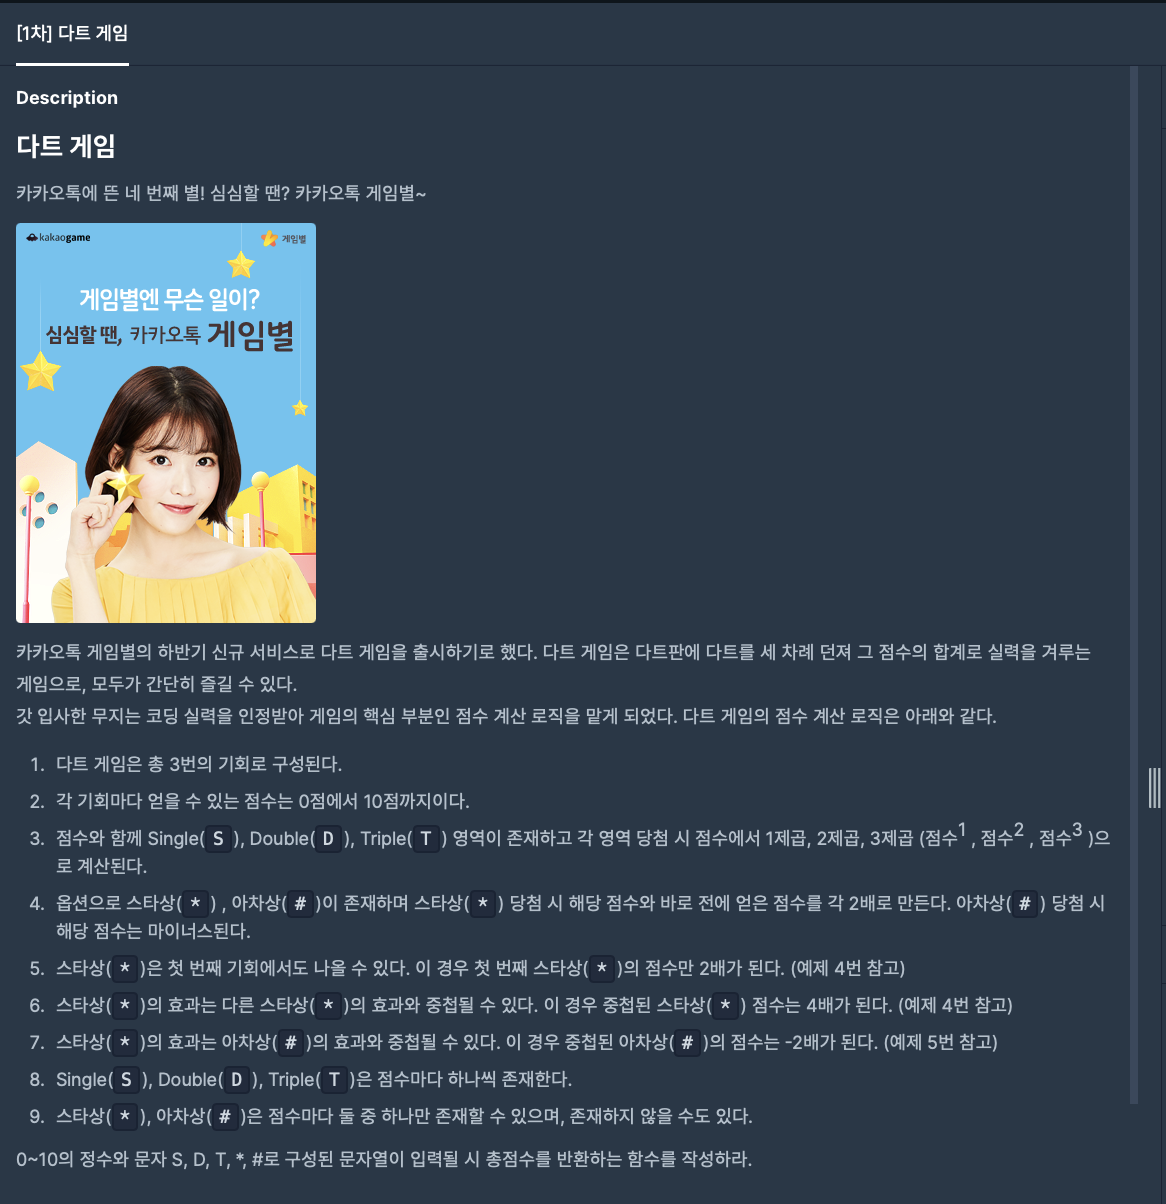 [1차] 다트 게임
Description
다트 게임
카카오톡에 뜬 네 번째 별! 심심할 땐? 카카오톡 게임별~
kakaogame
게임별
게임별엔 무슨 일이?
심심할 땐, 카카오톡 게임별
카카오톡 게임별의 하반기 신규 서비스로 다트 게임을 출시하기로 했다. 다트 게임은 다트판에 다트를 세 차례 던져 그 점수의 합계로 실력을 겨루는
게임으로, 모두가 간단히 즐길 수 있다.
갓 입사한 무지는 코딩 실력을 인정받아 게임의 핵심 부분인 점수 계산 로직을 맡게 되었다. 다트 게임의 점수 계산 로직은 아래와 같다.
1. 다트 게임은 총 3번의 기회로 구성된다.
2. 각 기회마다 얻을 수 있는 점수는 0점에서 10점까지이다.
3. 점수와 함께 Single(S), Double(D), Triple(T) 영역이 존재하고 각 영역 당첨 시 점수에서 1제곱, 2제곱, 3제곱 (점수1 , 점수2 , 점수3 )으
로 계산된다.
4. 옵션으로 스타상(*) , 아차상(#)이 존재하며 스타상(*) 당첨 시 해당 점수와 바로 전에 얻은 점수를 각 2배로 만든다. 아차상(#) 당첨 시
해당 점수는 마이너스된다.
5. 스타상(*)은 첫 번째 기회에서도 나올 수 있다. 이 경우 첫 번째 스타상(*)의 점수만 2배가 된다. (예제 4번 참고)
6. 스타상(*)의 효과는 다른 스타상(*)의 효과와 중첩될 수 있다. 이 경우 중첩된 스타상(*) 점수는 4배가 된다. (예제 4번 참고)
7. 스타상(*)의 효과는 아차상(#)의 효과와 중첩될 수 있다. 이 경우 중첩된 아차상(#)의 점수는 -2배가 된다. (예제 5번 참고)
8. Single(S), Double(D), Triple(T)은 점수마다 하나씩 존재한다.
9. 스타상(*), 아차상(#)은 점수마다 둘 중 하나만 존재할 수 있으며, 존재하지 않을 수도 있다.
0~10의 정수와 문자 S, D, T, *, #로 구성된 문자열이 입력될 시 총점수를 반환하는 함수를 작성하라.